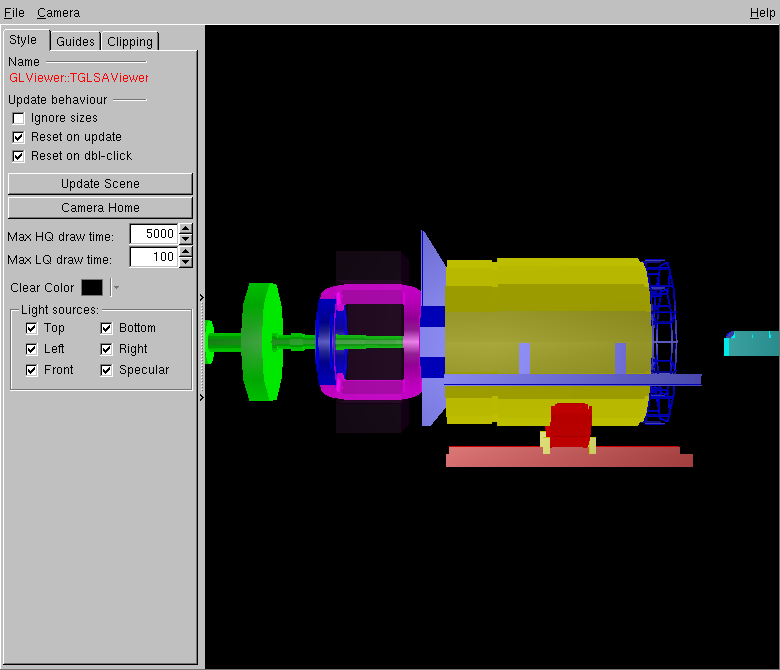 File Camera Help
Style Guides Clipping
Name
GLViewer::TGLSAViewer
Update behaviour
Ignore sizes
Reset on update
Reset on dbl-click
Update Scene
Camera Home
Max HQ draw time: 5000
Max LQ draw time: 100
Clear Color
Light sources:
Top Bottom
Left Right
Front Specular